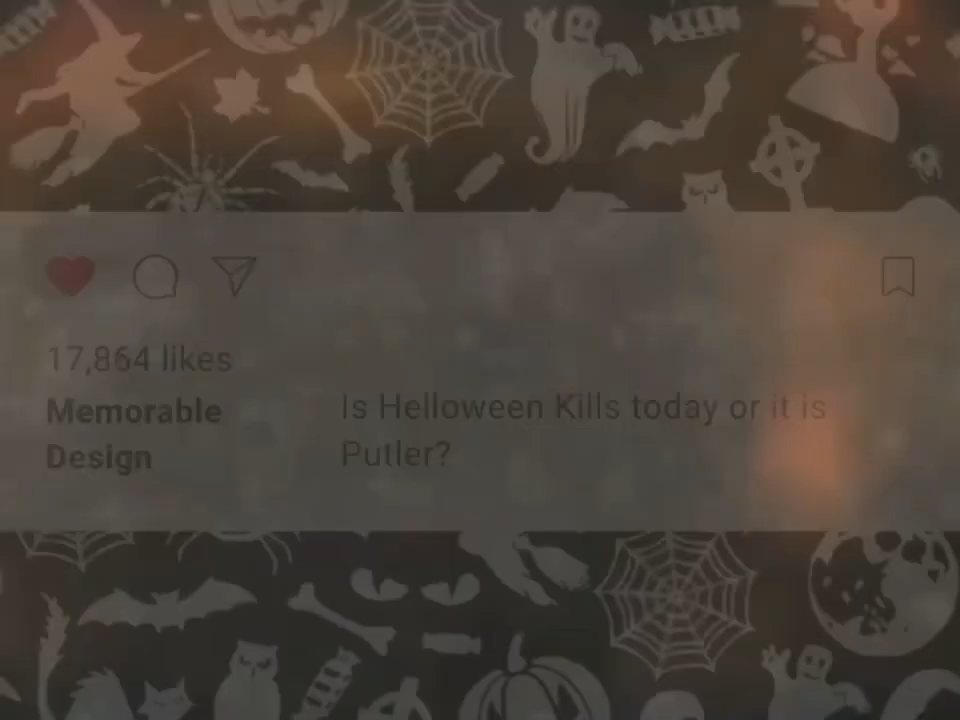 17,864 likes
Memorable
Design
Is Helloween Kills today or it is
Putler?